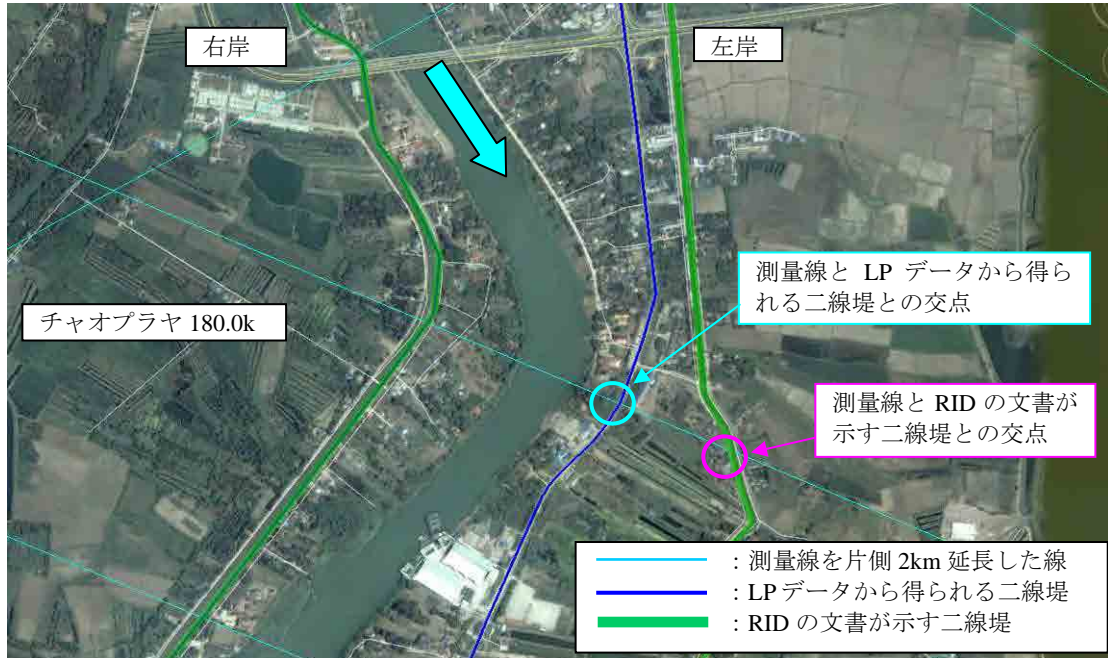 右岸
左岸
測量線と LP データから得ら
れる二線堤との交点
チャオプラヤ 180.0k
測量線と RID の文書が
示す二線堤との交点
：測量線を片側 2km 延長した線
：LPデータから得られる二線堤
：RID の文書が示す二線堤